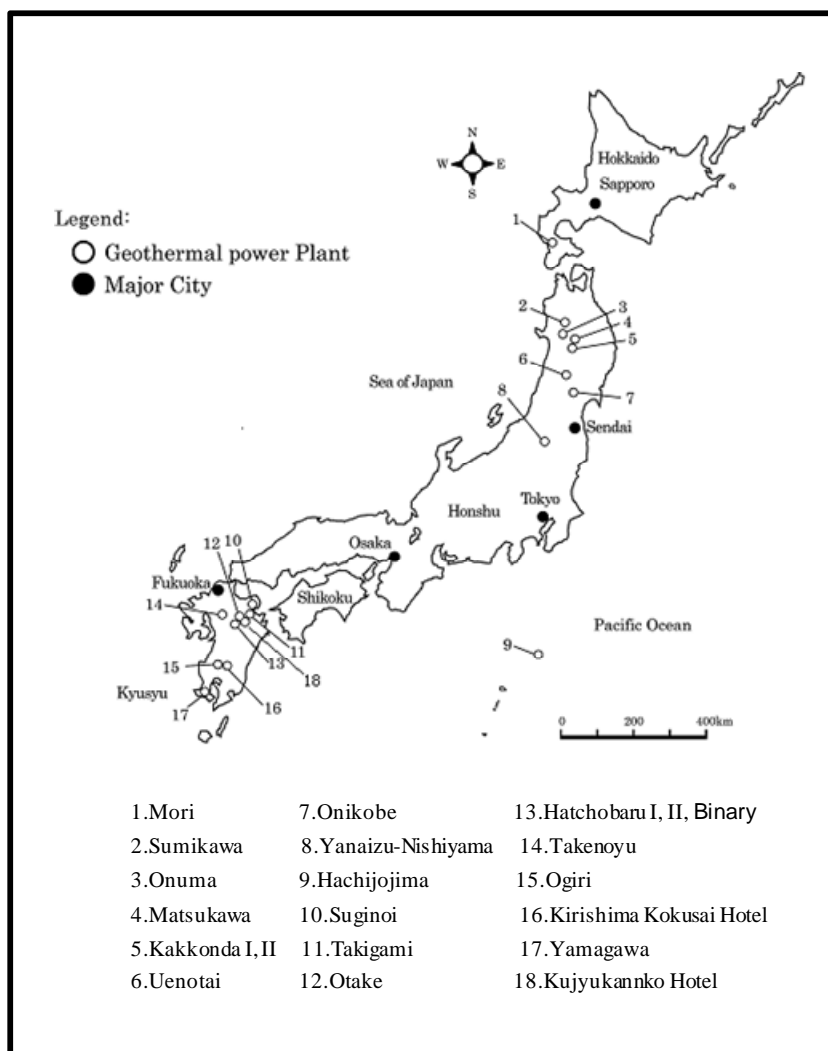 N
W E
S
Hokkaido
Sapporo
1
Legend:
Geothermal power Plant
Major City
2 3
4
5
6
Sea of Japan
8 7
Sendai
Tokyo
Honshu
12 10
Osaka
Fukuoka
Shikoku
14
Pacific Ocean
11
9
13 18
15
Kyusyu 16
17
0 200 400km
1.Mori 7.Onikobe 13.Hatchobaru I, II, Binary
2.Sumikawa 8.Yanaizu-Nishiyama 14.Takenoyu
3.Onuma 9.Hachijojima 15.Ogiri
4.Matsukawa 10.Suginoi 16.Kirishima Kokusai Hotel
5.Kakkonda I, II 11.Takigami 17.Yamagawa
6.Uenotai 12.Otake 18.Kujyukannko Hotel